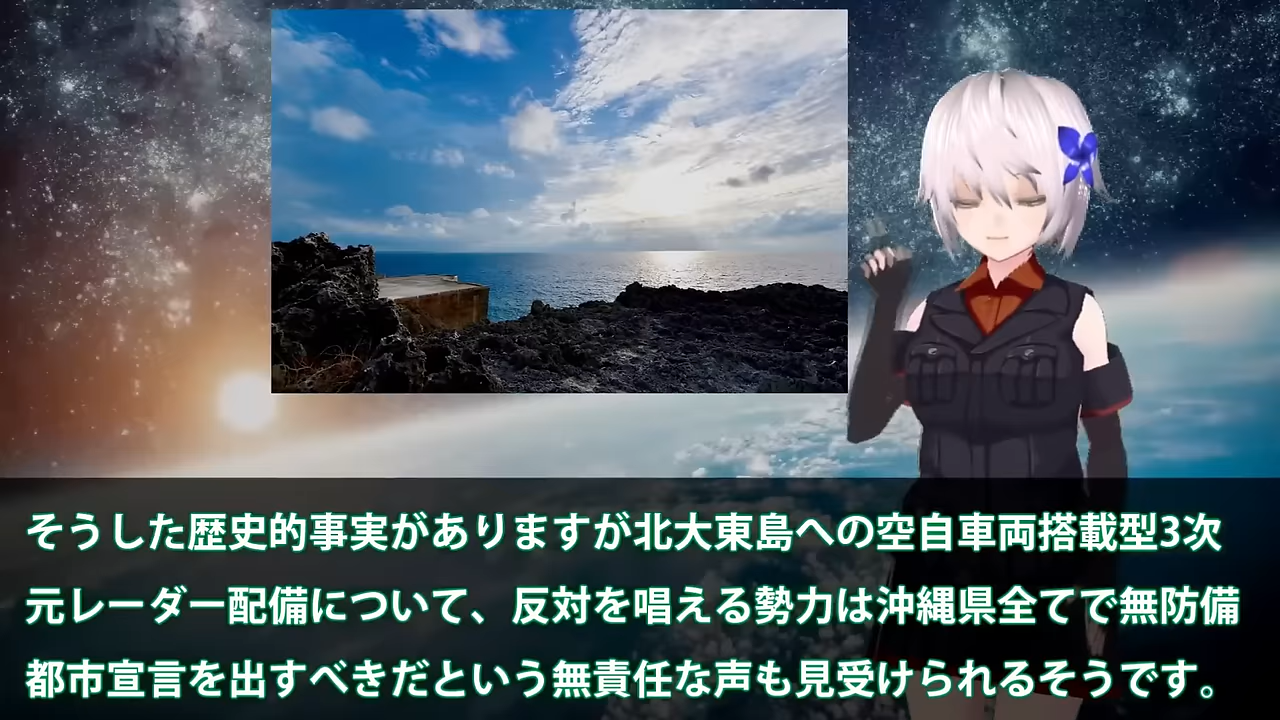 そうした歴史的事実がありますが北大東島への空自車両搭載型3次
元レーダー配備について、反対を唱える勢力は沖縄県全てで無防備
都市宣言を出すべきだという無責任な声も見受けられるそうです。